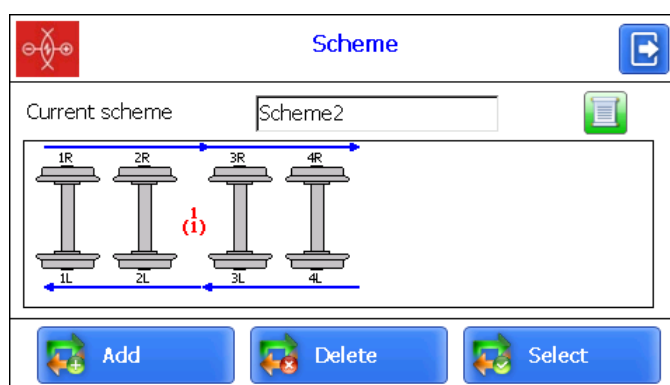 Scheme
Current scheme Scheme2
1R 2R 3R 4R
1
(1)
1L 2L 3L 4L
Add Delete Select